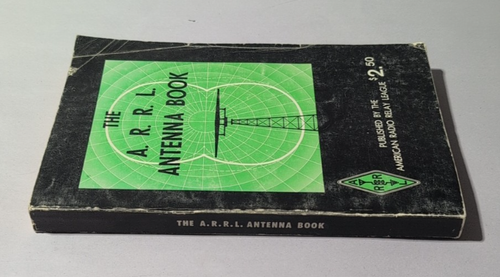 THE
A. R. R. L.
ANTENNA BOOK
PUBLISHED BY THE
AMERICAN RADIO RELAY LEAGUE
$2.50
A
R R
L
THE A.R.R.L. ANTENNA BOOK